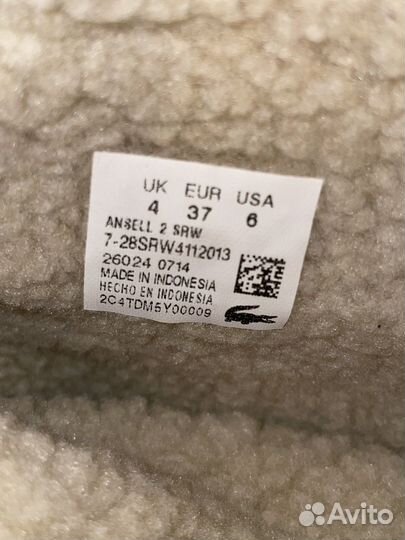 UK EUR USA
4 37 6
ANSELL 2 SRW
7-28SRW4112013
26024 0714
MADE IN INDONESIA
HECHO EN INDONESIA
2C4TDM5Y00009
Avito